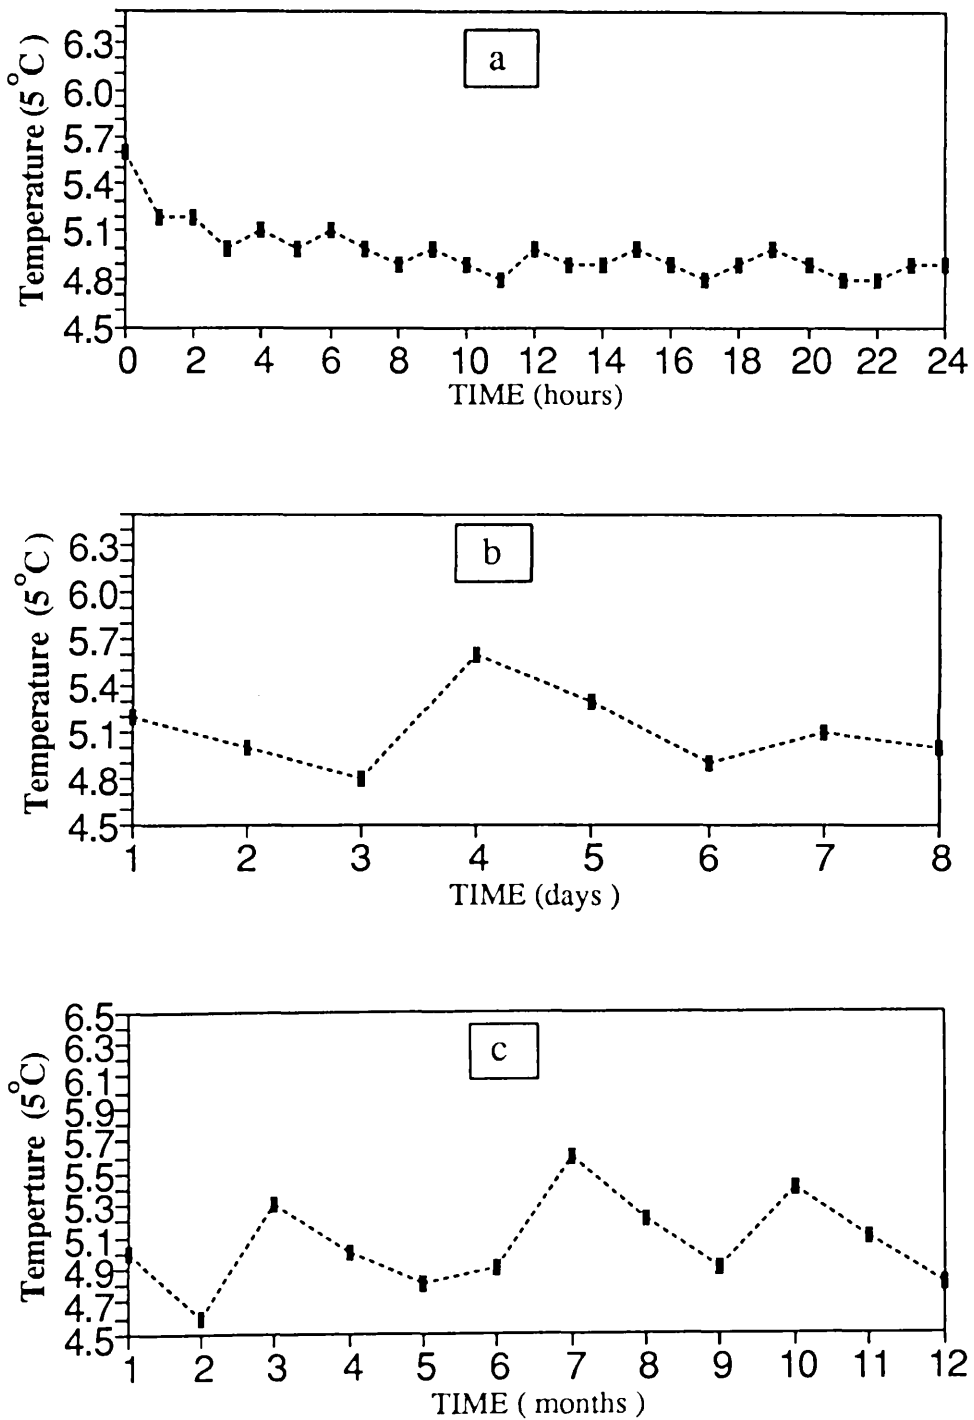 a
Temperature (5°C)
6.3
6.0
5.7
5.4
5.1
4.8
4.5
0 2 4 6 8 10 12 14 16 18 20 22 24
TIME (hours)
b
Temperature (5°C)
6.3
6.0
5.7
5.4
5.1
4.8
4.5
1 2 3 4 5 6 7 8
TIME (days )
c
Temperture (5°C)
6.5
6.3
6.1
5.9
5.7
5.5
5.3
5.1
4.9
4.7
4.5
1 2 3 4 5 6 7 8 9 10 11 12
TIME ( months )